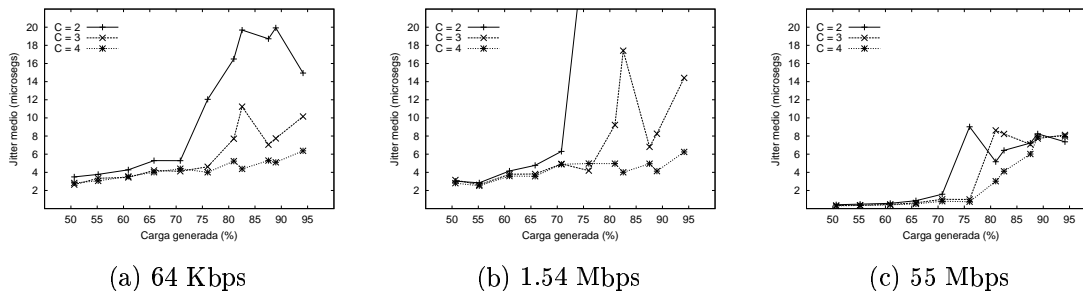 22
20
18
16
14
12
10
8
6
4
2
Jitter medio (microsegs)
C = 2
C = 3
C = 4
50 55 60 65 70 75 80 85 90 95
Carga generada (%)
(a) 64 Kbps
22
20
18
16
14
12
10
8
6
4
2
Jitter medio (microsegs)
C = 2
C = 3
C = 4
50 55 60 65 70 75 80 85 90 95
Carga generada (%)
(b) 1.54 Mbps
22
20
18
16
14
12
10
8
6
4
2
Jitter medio (microsegs)
C = 2
C = 3
C = 4
50 55 60 65 70 75 80 85 90 95
Carga generada (%)
(c) 55 Mbps